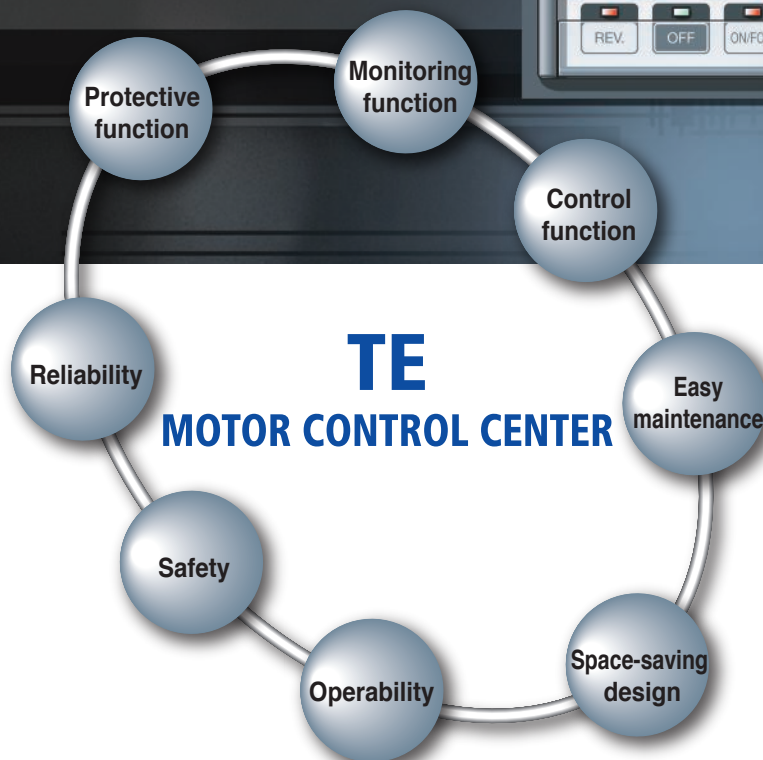 REV.
OFF
Monitoring
function
Protective
function
Control
function
TE
MOTOR CONTROL CENTER
Reliability
Easy
maintenance
Safety
Operability
Space-saving
design